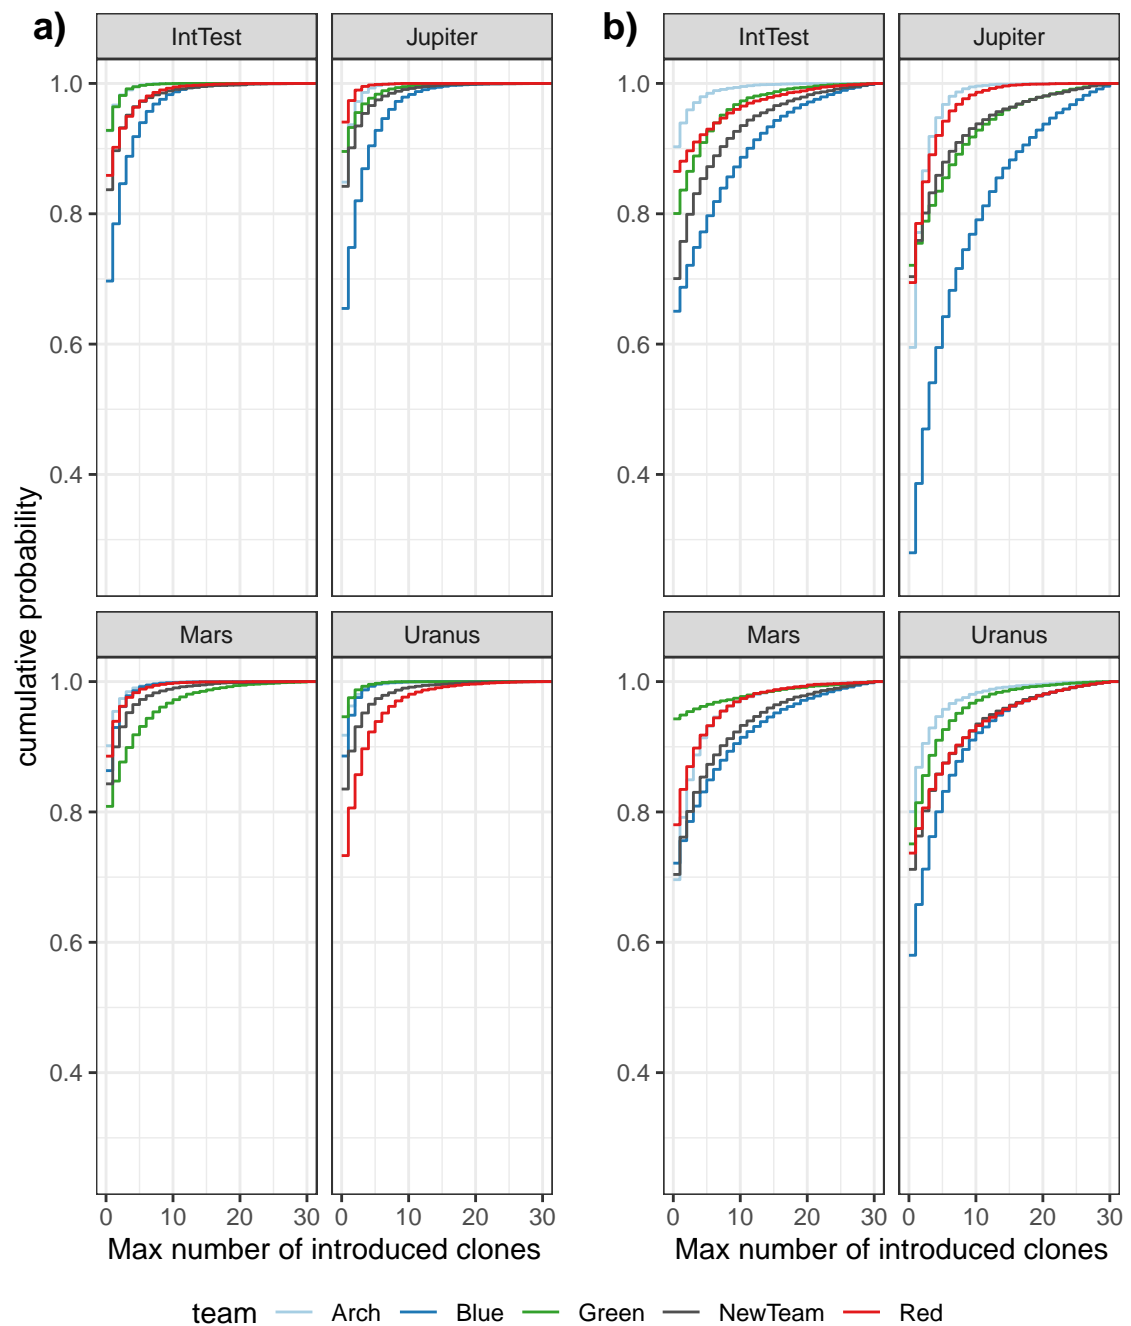 a)
b)
IntTest
Jupiter
IntTest
Jupiter
1.0
0.8
0.6
0.4
1.0
0.8
0.6
0.4
cumulative probability
Mars
Uranus
Mars
Uranus
1.0
0.8
0.6
0.4
1.0
0.8
0.6
0.4
0 10 20 30
0 10 20 30
0 10 20 30
0 10 20 30
Max number of introduced clones
Max number of introduced clones
team Arch Blue Green NewTeam Red